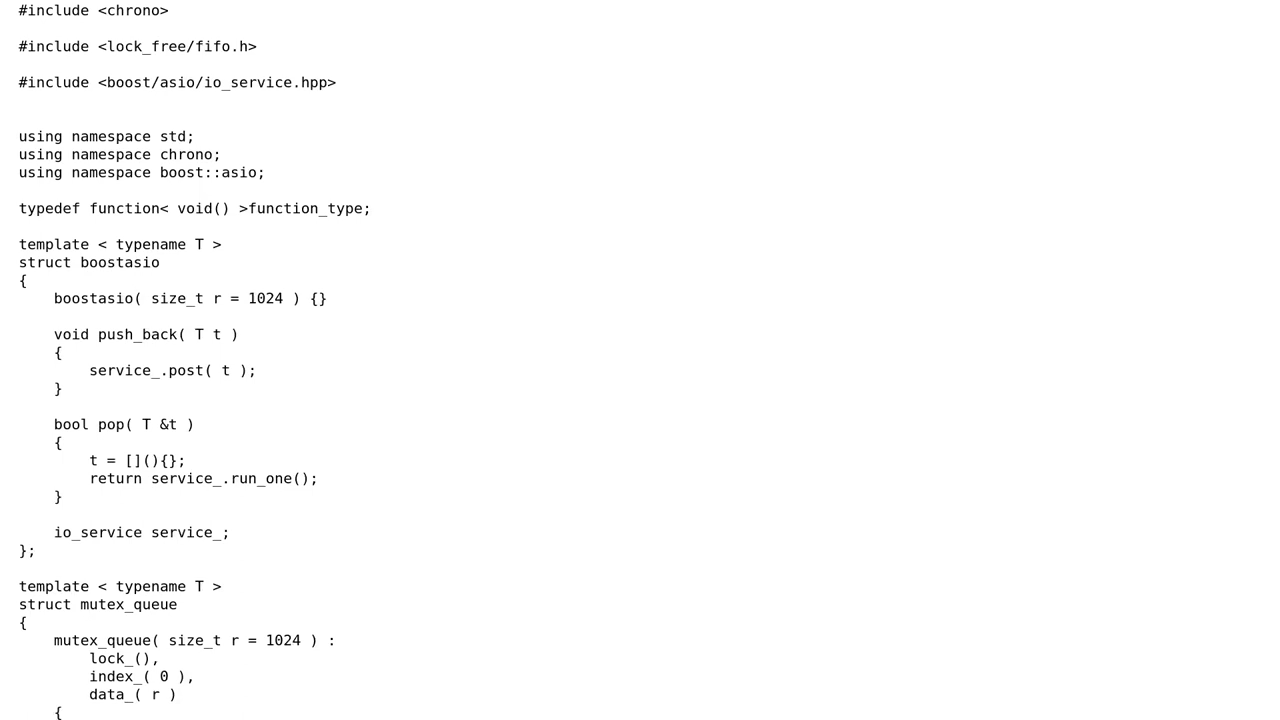 #include <chrono>
#include <lock_free/fifo.h>
#include <boost/asio/io_service.hpp>
using namespace std;
using namespace chrono;
using namespace boost::asio;
typedef function< void() >function_type;
template < typename T >
struct boostasio
{
    boostasio( size_t r = 1024 ) {}
    void push_back( T t )
    {
        service_.post( t );
    }
    bool pop( T &t )
    {
        t = [](){};
        return service_.run_one();
    }
    io_service service_;
};
template < typename T >
struct mutex_queue
{
    mutex_queue( size_t r = 1024 ) :
        lock_(),
        index_( 0 ),
        data_( r )
    {